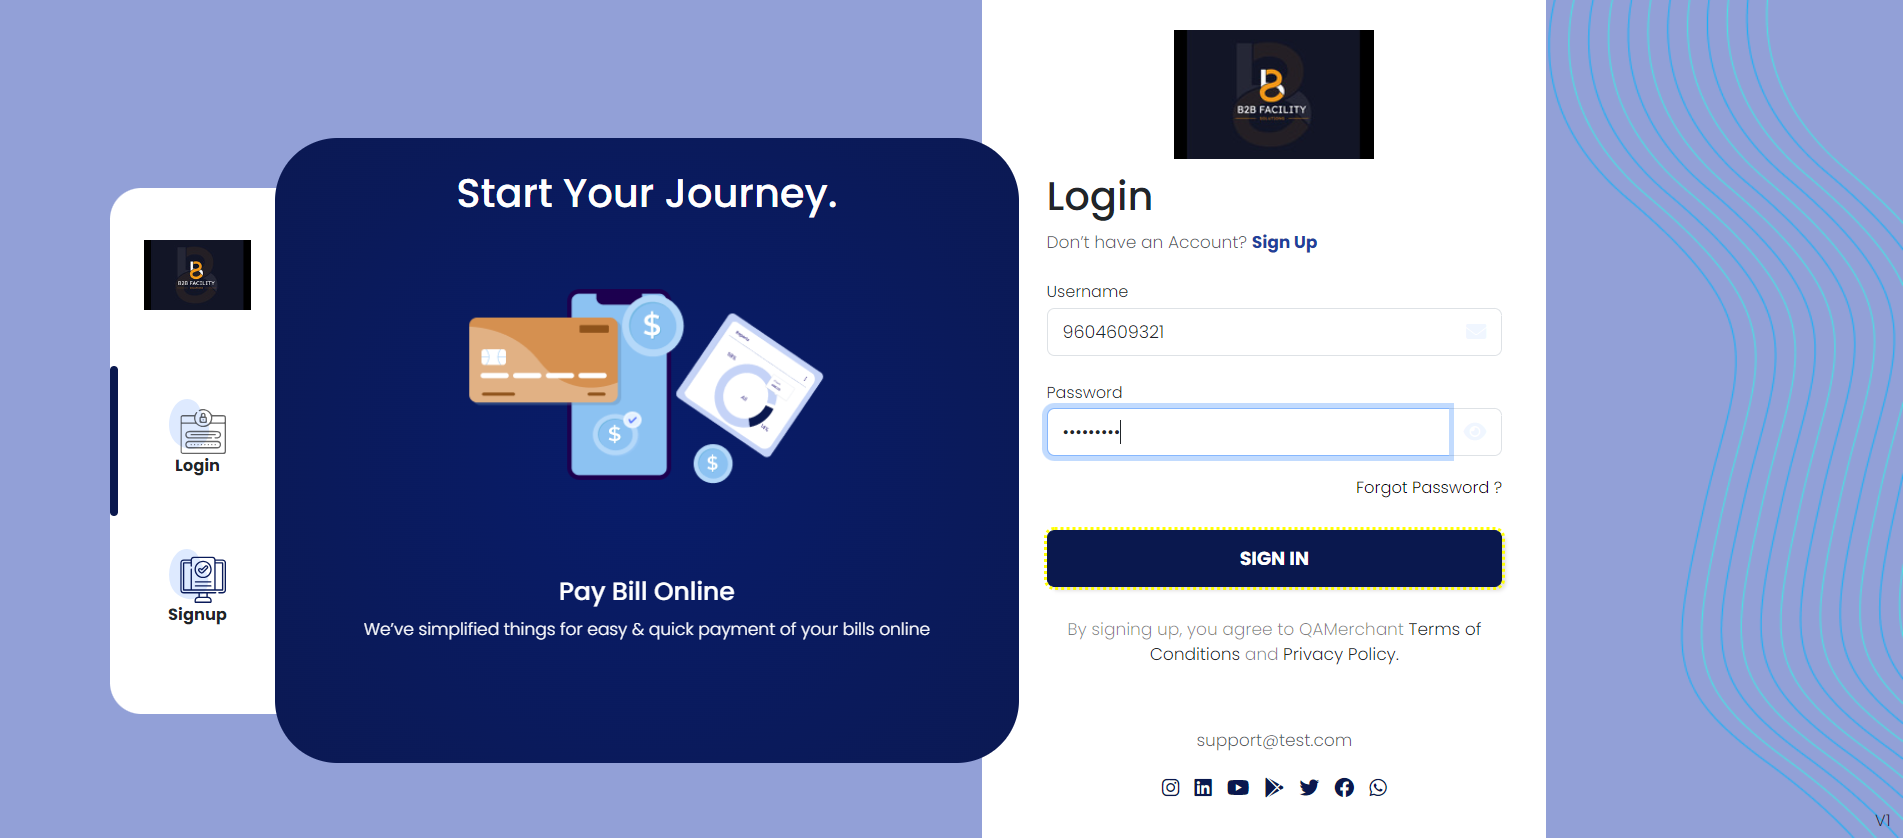 B2B FACILITY
Login
Signup
Start Your Journey.
$
$
$
Pay Bill Online
We've simplified things for easy & quick payment of your bills online
B2B FACILITY
SOLUTIONS
Login
Don't have an Account? Sign Up
Username
9604609321
Password
•••••••••
Forgot Password ?
SIGN IN
By signing up, you agree to QAMerchant Terms of
Conditions and Privacy Policy.
support@test.com
V1